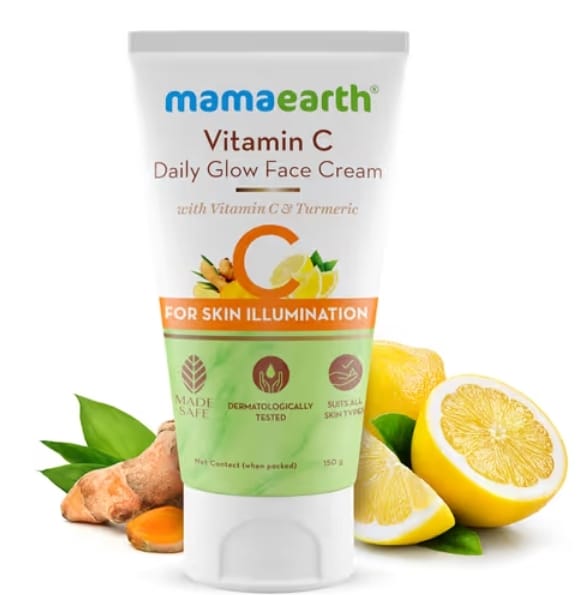 mamaearth®
Vitamin C
Daily Glow Face Cream
with Vitamin C & Turmeric
C
FOR SKIN ILLUMINATION
MADE
SAFE
DERMATOLOGICALLY
TESTED
SUITS ALL
SKIN TYPES
Net Contect (when packed) 150 g